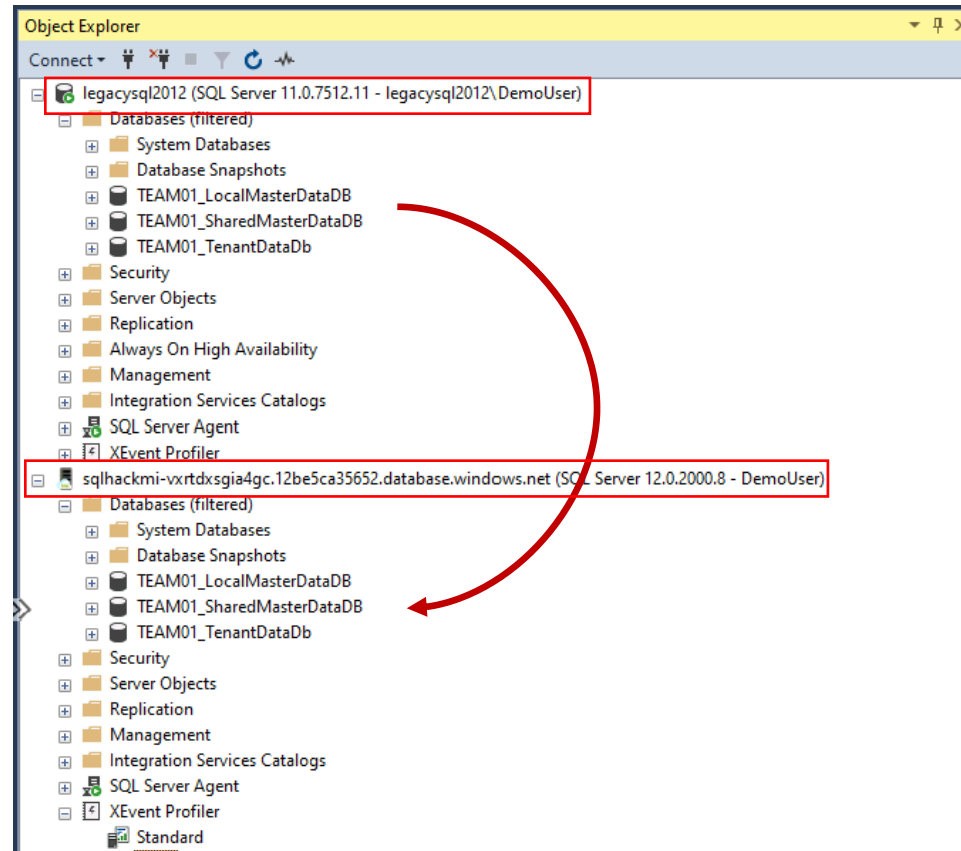 Object Explorer
Connect
legacysql2012 (SQL Server 11.0.7512.11 - legacysql2012\DemoUser)
Databases (filtered)
System Databases
Database Snapshots
TEAM01_LocalMasterDataDB
TEAM01_SharedMasterDataDB
TEAM01_TenantDataDb
Security
Server Objects
Replication
Always On High Availability
Management
Integration Services Catalogs
SQL Server Agent
XEvent Profiler
sqlhackmi-vxrtdxsgia4gc.12be5ca35652.database.windows.net (SQL Server 12.0.2000.8 - DemoUser)
Databases (filtered)
System Databases
Database Snapshots
TEAM01_LocalMasterDataDB
TEAM01_SharedMasterDataDB
TEAM01_TenantDataDb
Security
Server Objects
Replication
Management
Integration Services Catalogs
SQL Server Agent
XEvent Profiler
Standard